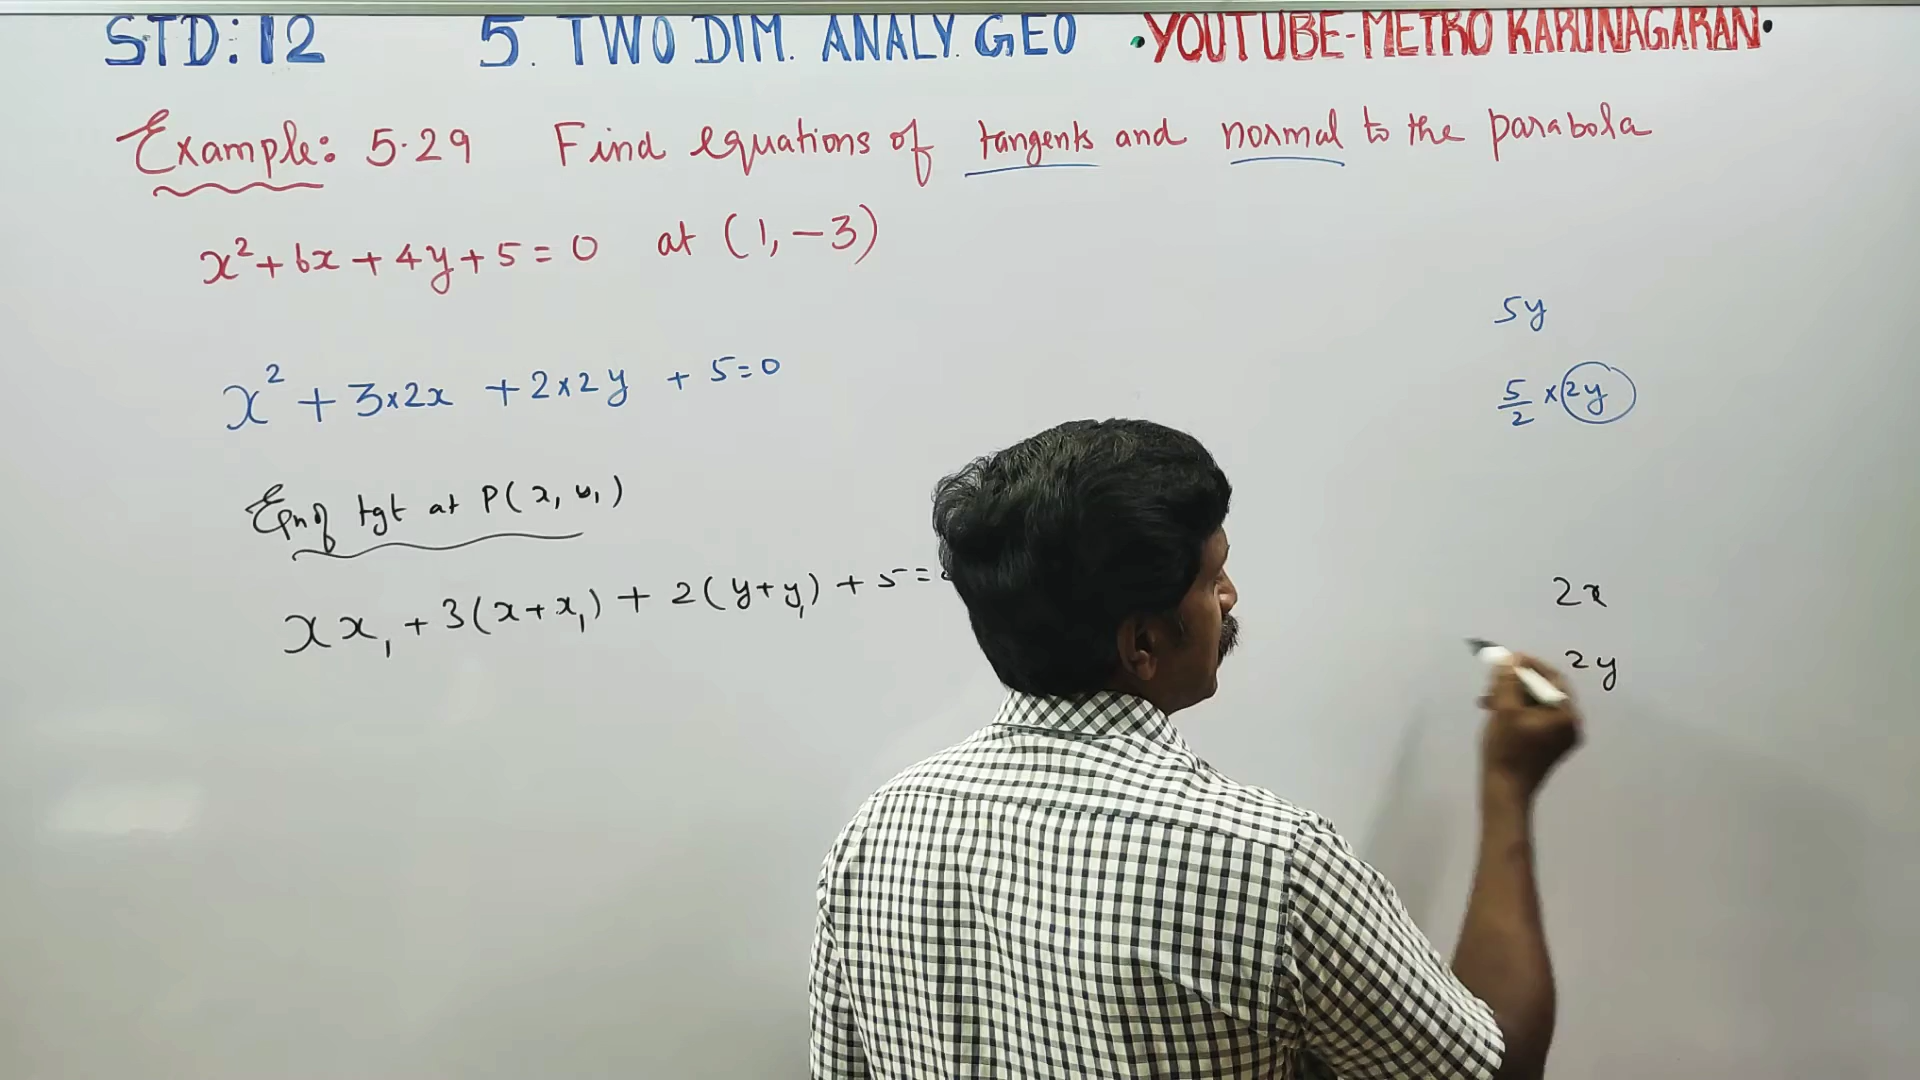 STD: 12 5. TWO DIM. ANALY. GEO • YOUTUBE-METRO KARUNAGARAN •
Example: 5.29 Find equations of tangents and normal to the parabola
x² + 6x + 4y + 5 = 0 at (1, -3)
5y
x² + 3×2x + 2×2y + 5 = 0
5/2 × 2y
Eqn of tgt at P(x₁ y₁)
xx₁ + 3(x + x₁) + 2(y + y₁) + 5 =
2x
2y